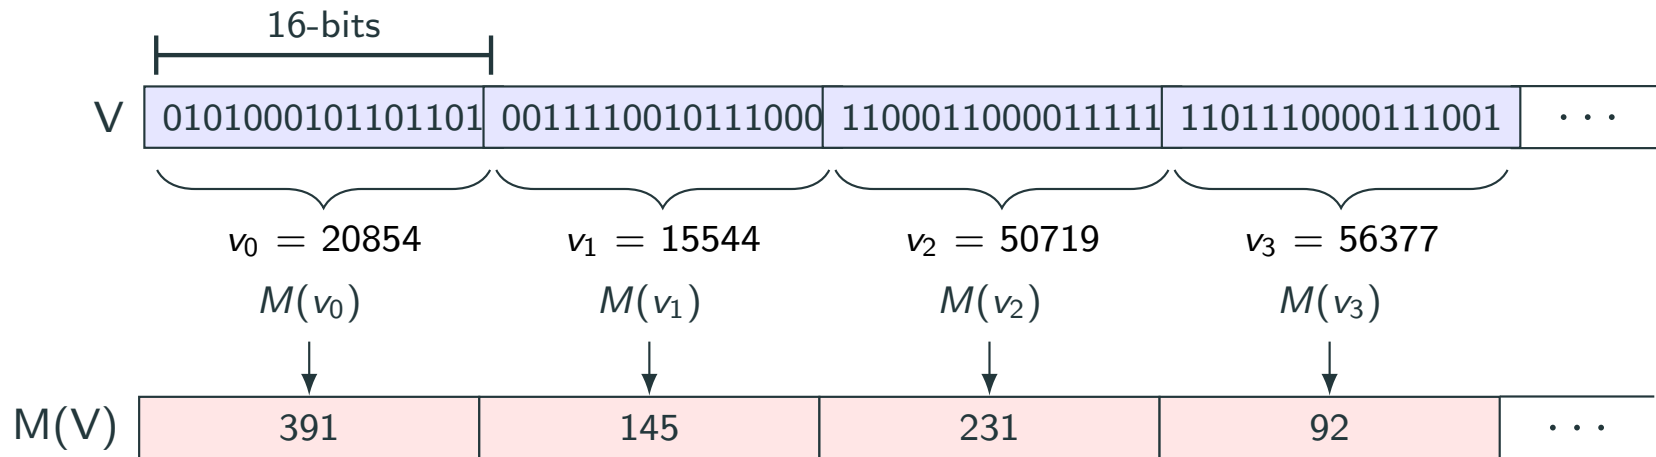 16-bits
V 0101000101101101 0011110010111000 1100011000011111 1101110000111001 · · ·
v₀ = 20854 v₁ = 15544 v₂ = 50719 v₃ = 56377
M(v₀) M(v₁) M(v₂) M(v₃)
M(V) 391 145 231 92 · · ·